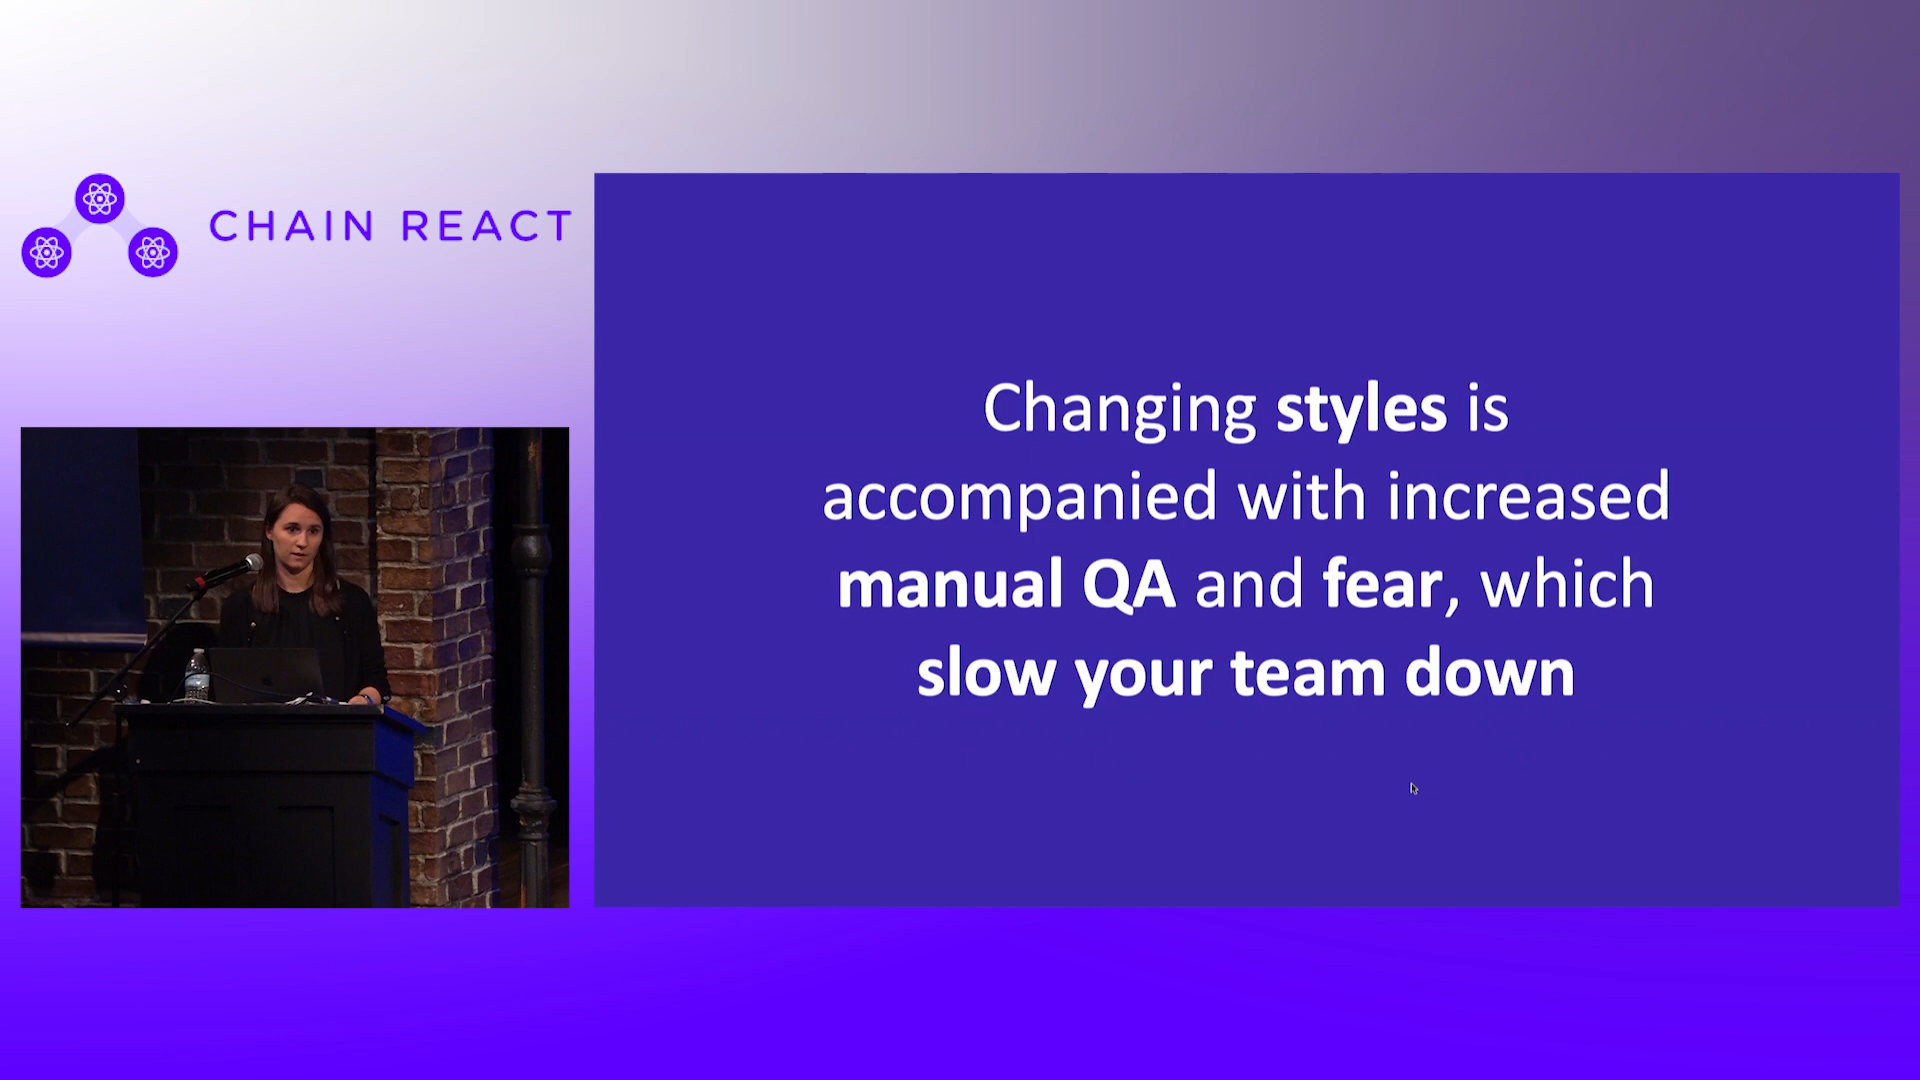 CHAIN REACT
Changing styles is
accompanied with increased
manual QA and fear, which
slow your team down